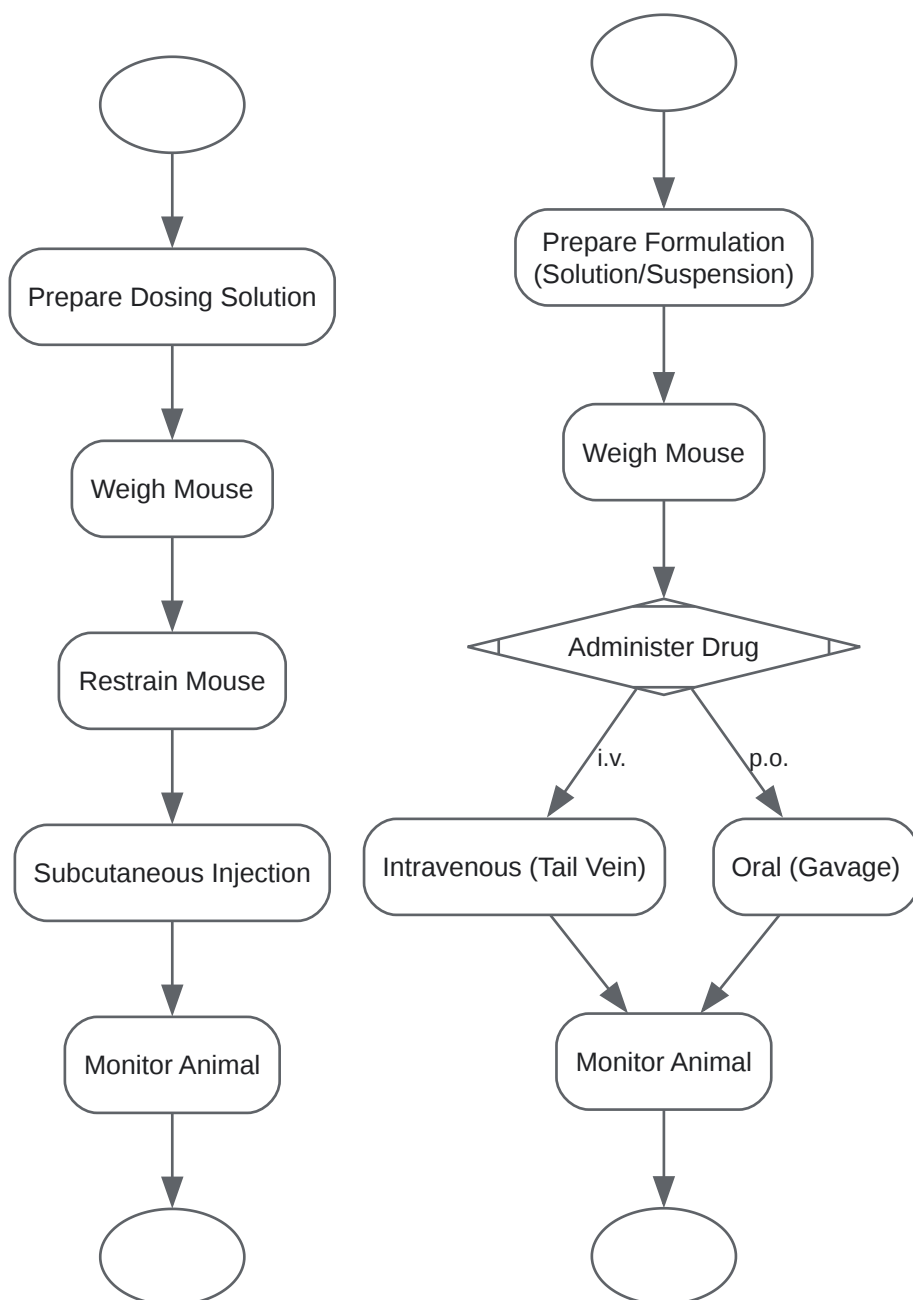 Prepare Dosing Solution
Weigh Mouse
Restrain Mouse
Subcutaneous Injection
Monitor Animal
Prepare Formulation
(Solution/Suspension)
Weigh Mouse
Administer Drug
i.v.
p.o.
Intravenous (Tail Vein)
Oral (Gavage)
Monitor Animal